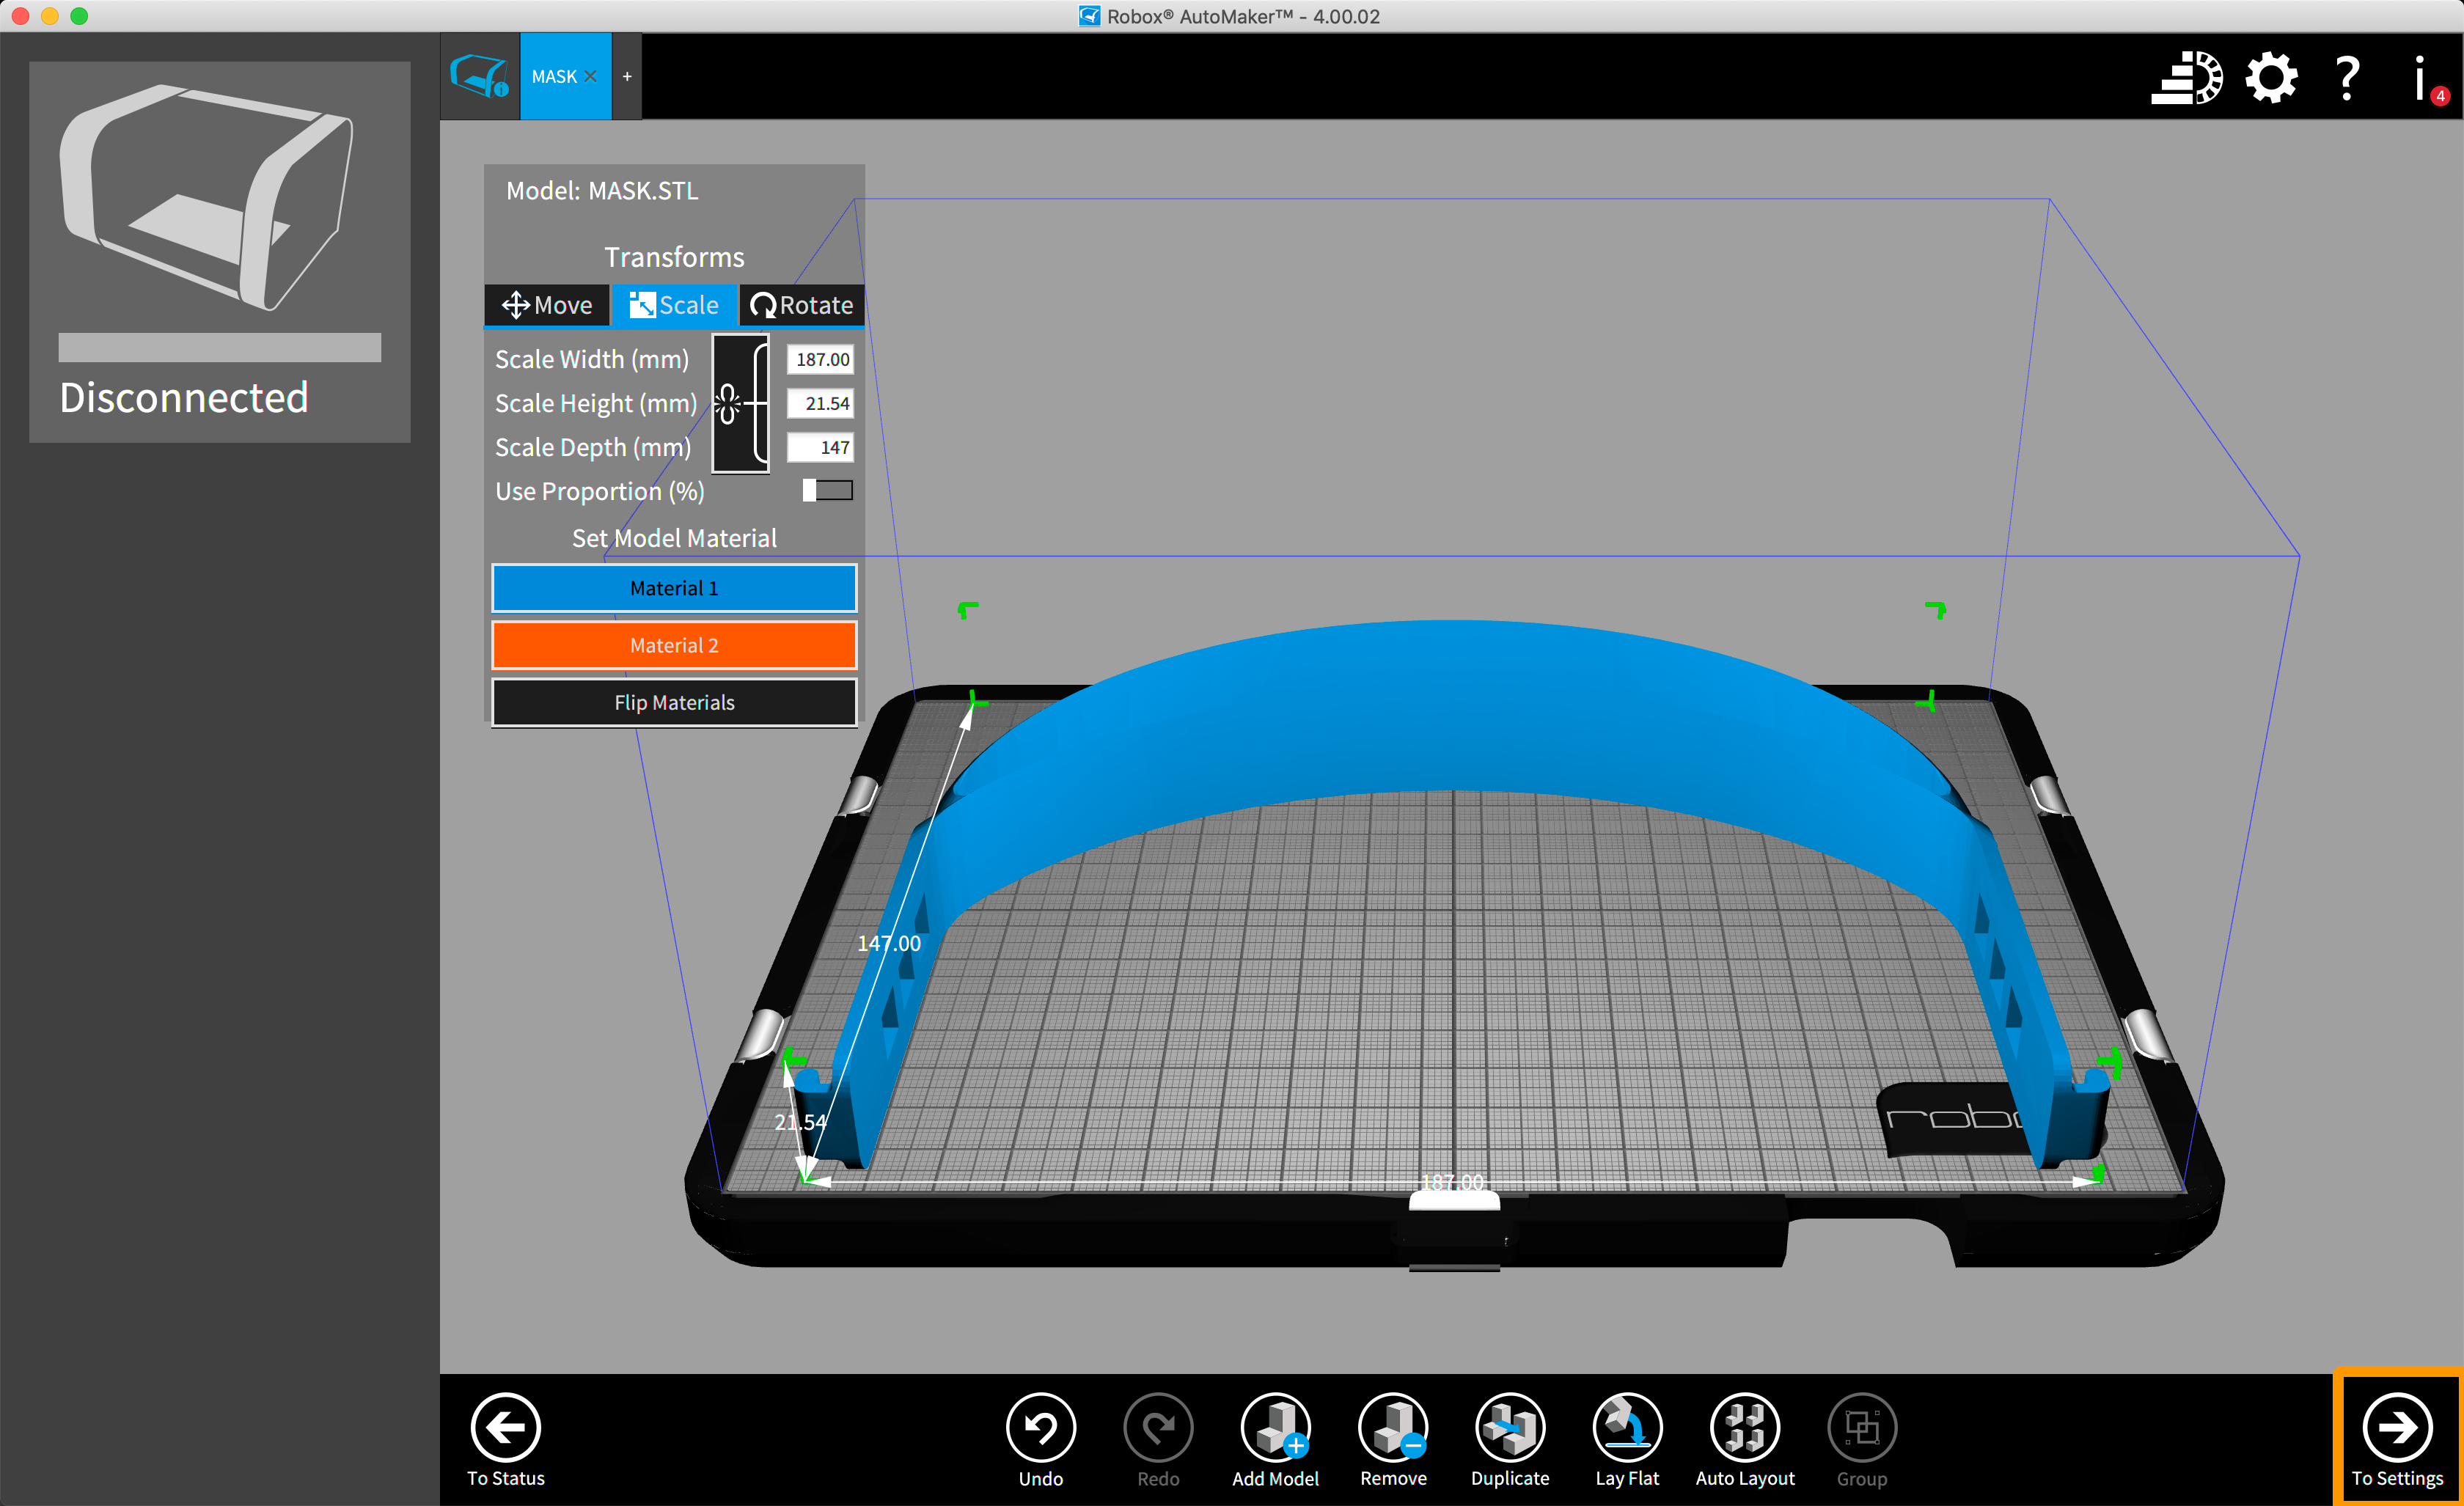 Robox® AutoMaker™ - 4.00.02
MASK
+
?
i
4
Disconnected
Model: MASK.STL
Transforms
Move
Scale
Rotate
Scale Width (mm)
187.00
Scale Height (mm)
21.54
Scale Depth (mm)
147
Use Proportion (%)
Set Model Material
Material 1
Material 2
Flip Materials
147.00
21.54
187.00
To Status
Undo
Redo
Add Model
Remove
Duplicate
Lay Flat
Auto Layout
Group
To Settings